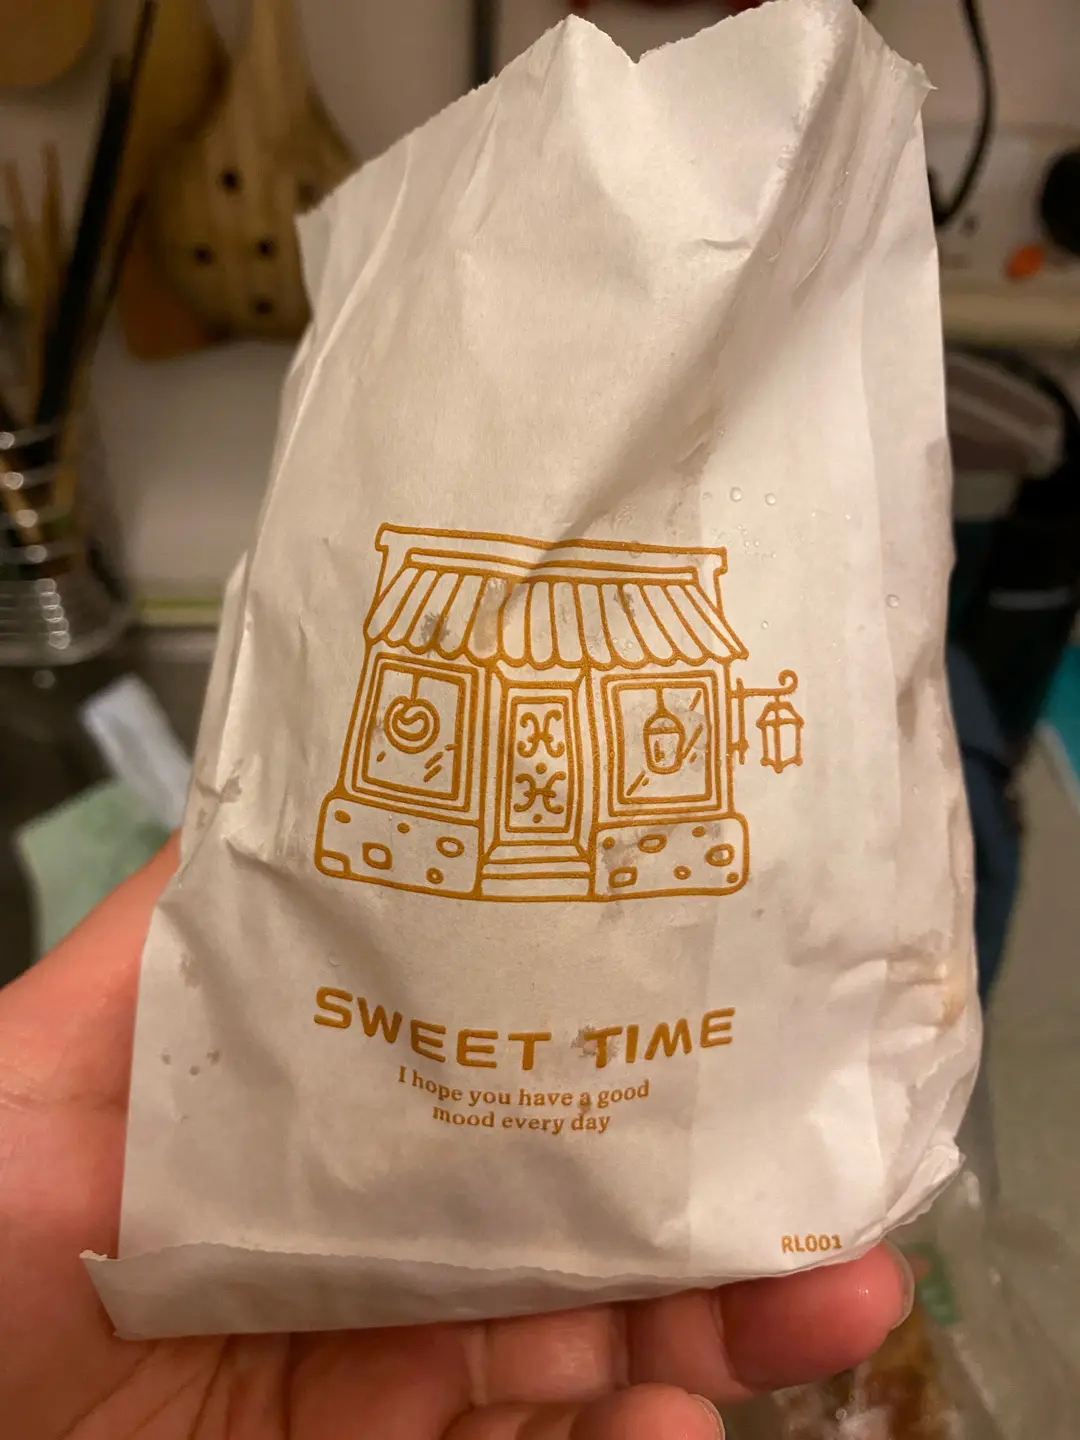 SWEET TIME
I hope you have a good
mood every day
RL001